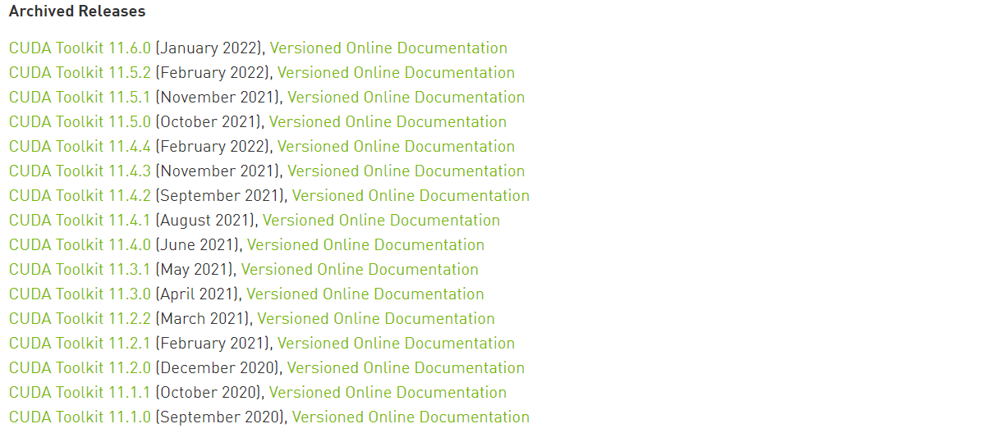 Archived Releases
CUDA Toolkit 11.6.0 (January 2022), Versioned Online Documentation
CUDA Toolkit 11.5.2 (February 2022), Versioned Online Documentation
CUDA Toolkit 11.5.1 (November 2021), Versioned Online Documentation
CUDA Toolkit 11.5.0 (October 2021), Versioned Online Documentation
CUDA Toolkit 11.4.4 (February 2022), Versioned Online Documentation
CUDA Toolkit 11.4.3 (November 2021), Versioned Online Documentation
CUDA Toolkit 11.4.2 (September 2021), Versioned Online Documentation
CUDA Toolkit 11.4.1 (August 2021), Versioned Online Documentation
CUDA Toolkit 11.4.0 (June 2021), Versioned Online Documentation
CUDA Toolkit 11.3.1 (May 2021), Versioned Online Documentation
CUDA Toolkit 11.3.0 (April 2021), Versioned Online Documentation
CUDA Toolkit 11.2.2 (March 2021), Versioned Online Documentation
CUDA Toolkit 11.2.1 (February 2021), Versioned Online Documentation
CUDA Toolkit 11.2.0 (December 2020), Versioned Online Documentation
CUDA Toolkit 11.1.1 (October 2020), Versioned Online Documentation
CUDA Toolkit 11.1.0 (September 2020), Versioned Online Documentation